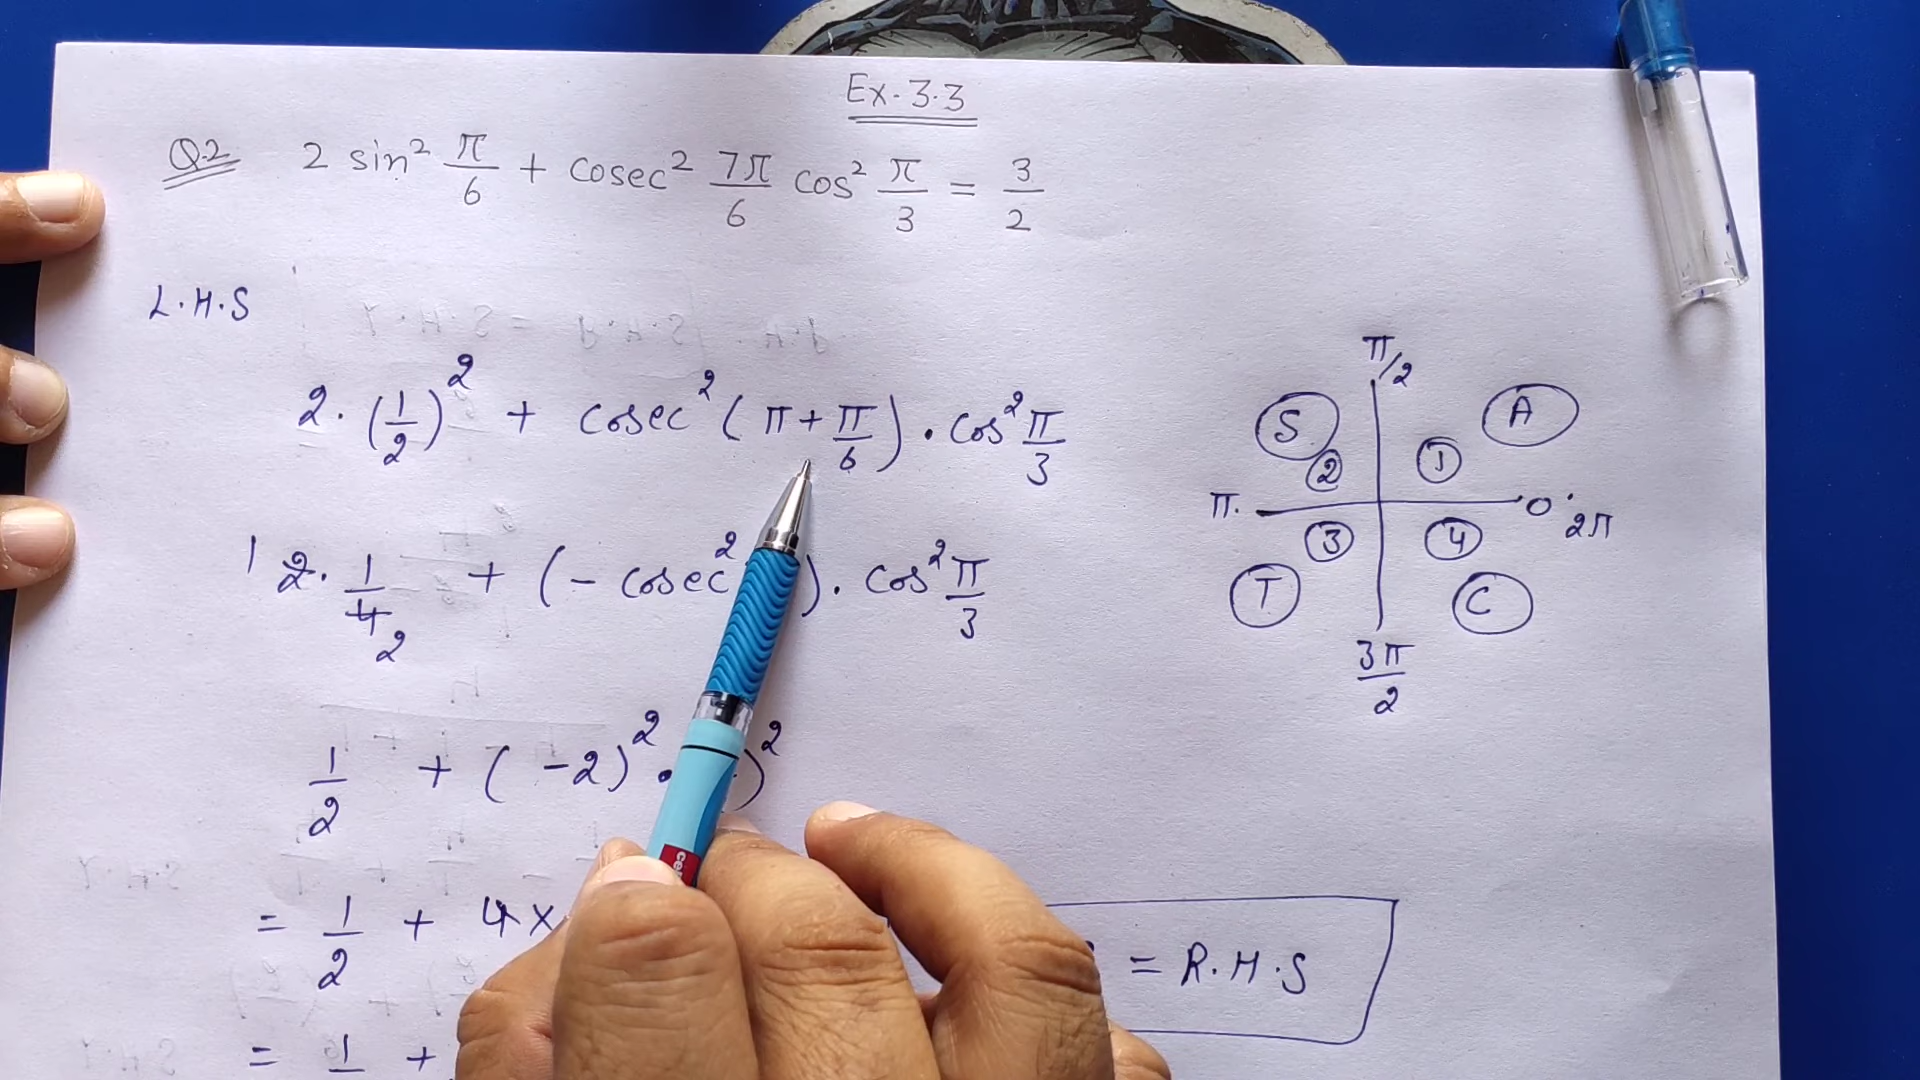 Ex. 3.3
Q.2 2 sin² π/6 + cosec² 7π/6 cos² π/3 = 3/2
L.H.S
2. (1/2)² + cosec² (π + π/6) . cos² π/3
1 2. 1/4 2 + (- cosec² ) . cos² π/3
1/2 + (-2)² . )²
= 1/2 + 4 x
= R.H.S
= 1 +
π/2
S A
2 1
π. 0˙ 2π
3 4
T C
3π/2